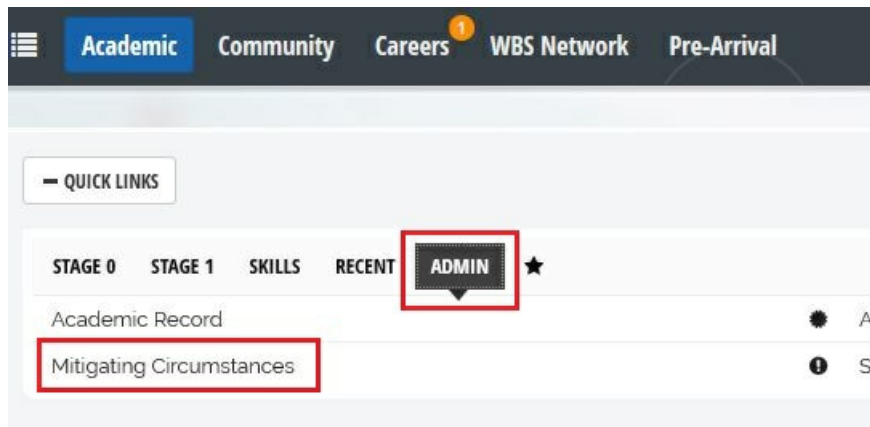 Academic Community Careers 1 WBS Network Pre-Arrival
QUICK LINKS
STAGE 0 STAGE 1 SKILLS RECENT ADMIN
Academic Record A
Mitigating Circumstances S